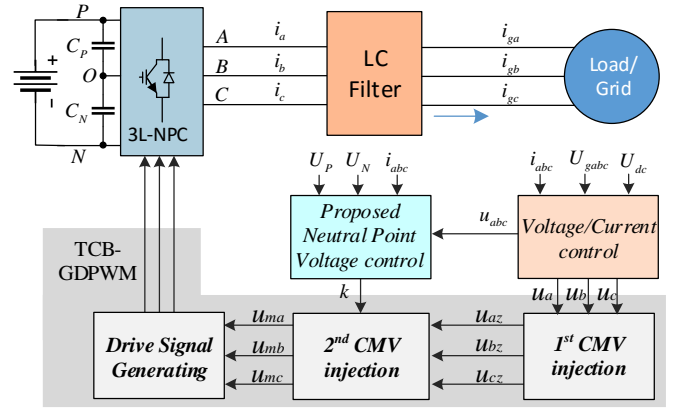 P
C_P
O
C_N
N
+
-
3L-NPC
A
B
C
i_a
i_b
i_c
LC
Filter
i_ga
i_gb
i_gc
Load/
Grid
U_P
U_N
i_abc
i_abc
U_gabc
U_dc
Proposed
Neutral Point
Voltage control
u_abc
Voltage/Current
control
TCB-
GDPWM
k
u_a
u_b
u_c
Drive Signal
Generating
u_ma
u_mb
u_mc
2nd CMV
injection
u_az
u_bz
u_cz
1st CMV
injection